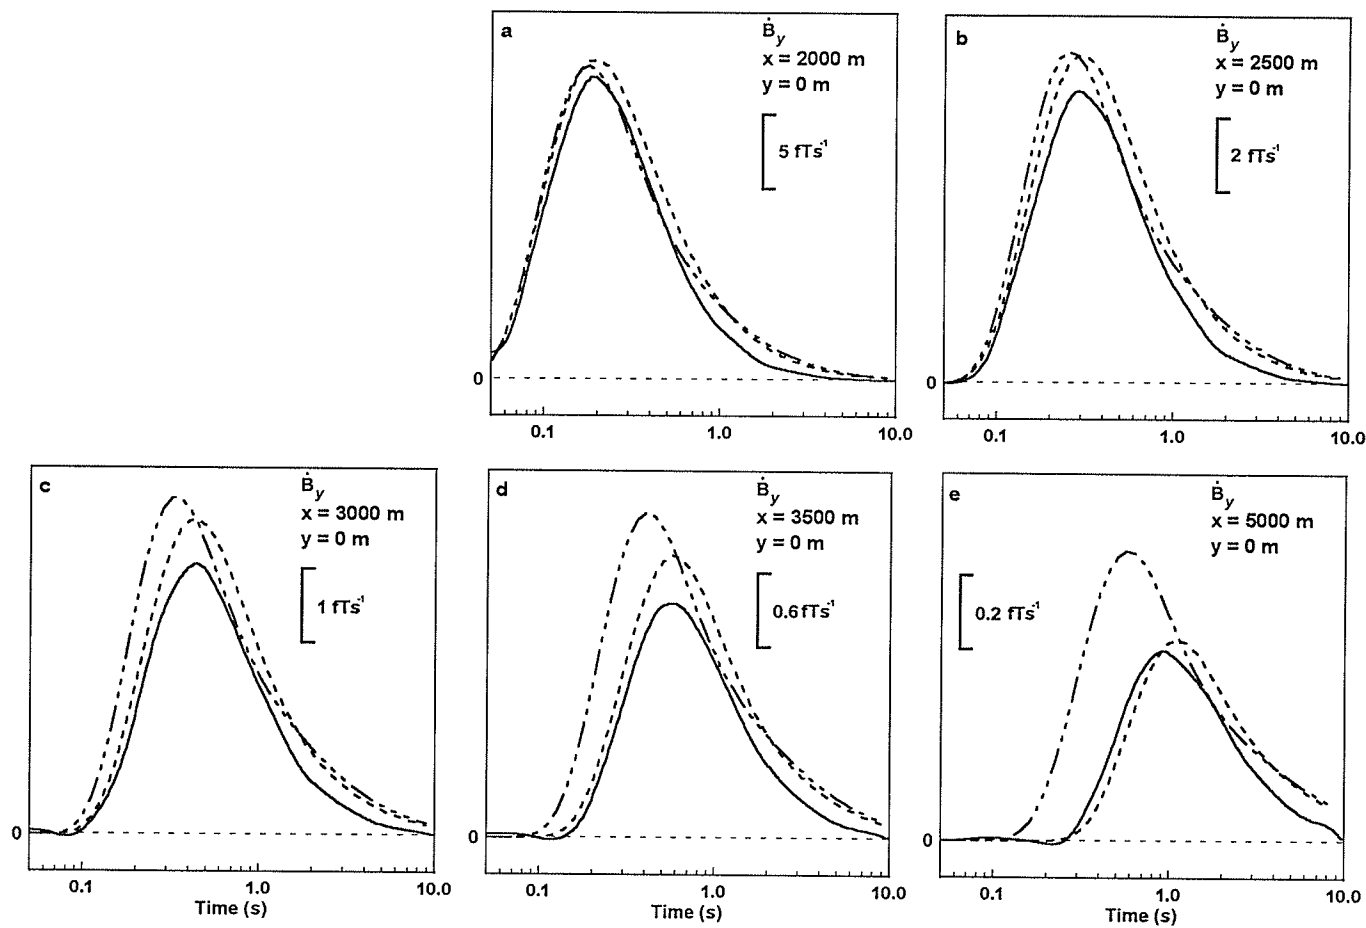 a
Ḃy
x = 2000 m
y = 0 m
5 fTs-1
0
0.1 1.0 10.0
b
Ḃy
x = 2500 m
y = 0 m
2 fTs-1
0
0.1 1.0 10.0
c
Ḃy
x = 3000 m
y = 0 m
1 fTs-1
0
0.1 1.0 10.0
Time (s)
d
Ḃy
x = 3500 m
y = 0 m
0.6 fTs-1
0
0.1 1.0 10.0
Time (s)
e
Ḃy
x = 5000 m
y = 0 m
0.2 fTs-1
0
0.1 1.0 10.0
Time (s)